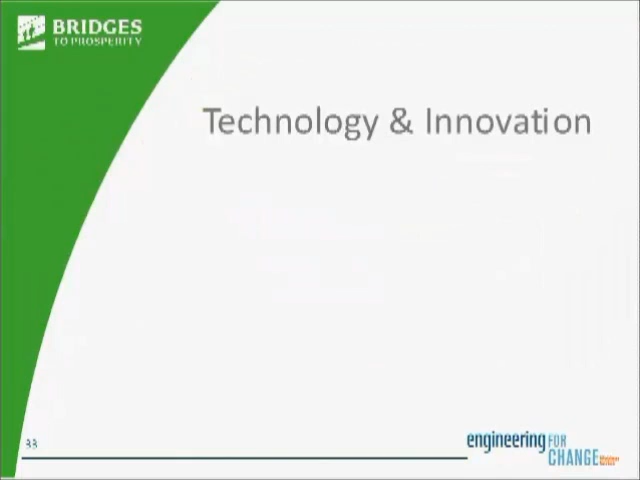 BRIDGES
TO PROSPERITY
Technology & Innovation
33
engineering FOR
CHANGE